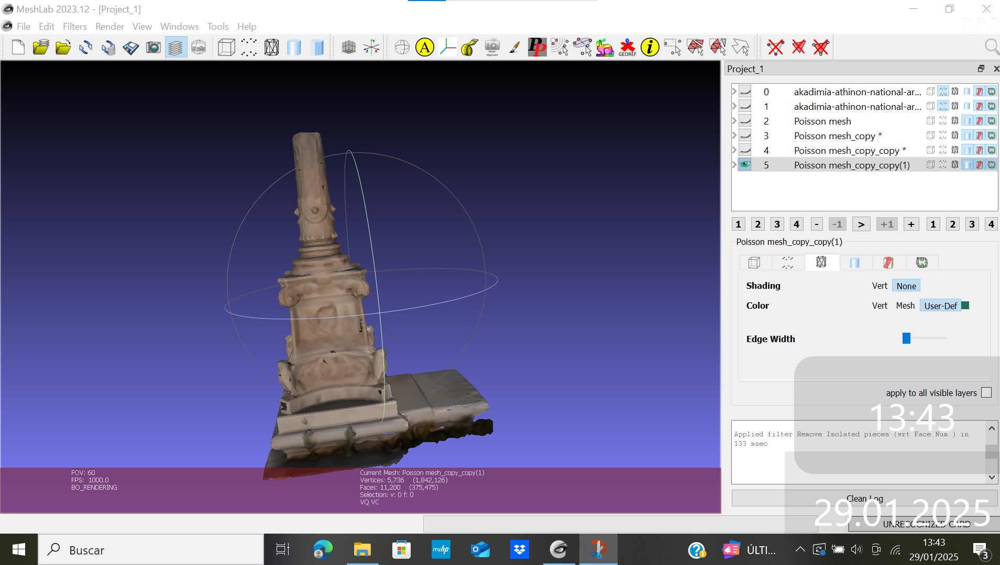 MeshLab 2023.12 - [Project_1]
File Edit Filters Render View Windows Tools Help
A
Raster Alignment
PP
GEOREF
i
Project_1
0 akadimia-athinon-national-ar...
1 akadimia-athinon-national-ar...
2 Poisson mesh
3 Poisson mesh_copy *
4 Poisson mesh_copy_copy *
5 Poisson mesh_copy_copy(1)
1 2 3 4 - -1 > +1 + 1 2 3 4
Poisson mesh_copy_copy(1)
Shading Vert None
Color Vert Mesh User-Def
Edge Width
apply to all visible layers
13:43
Applied filter Remove Isolated pieces (wrt Face Num.) in
133 msec
Clean Log
29.01.2025
UNRECOGNIZED CARD
FOV: 60
FPS: 1000.0
BO_RENDERING
Current Mesh: Poisson mesh_copy_copy(1)
Vertices: 5,736 (1,842,126)
Faces: 11,200 (375,475)
Selection: v: 0 f: 0
VQ VC
Buscar
myhp
ÚLTI...
13:43
29/01/2025
3